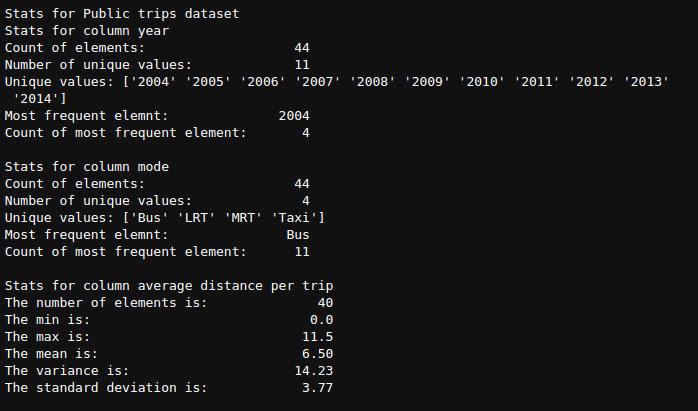 Stats for Public trips dataset
Stats for column year
Count of elements: 44
Number of unique values: 11
Unique values: ['2004' '2005' '2006' '2007' '2008' '2009' '2010' '2011' '2012' '2013'
'2014']
Most frequent elemnt: 2004
Count of most frequent element: 4
Stats for column mode
Count of elements: 44
Number of unique values: 4
Unique values: ['Bus' 'LRT' 'MRT' 'Taxi']
Most frequent elemnt: Bus
Count of most frequent element: 11
Stats for column average distance per trip
The number of elements is: 40
The min is: 0.0
The max is: 11.5
The mean is: 6.50
The variance is: 14.23
The standard deviation is: 3.77